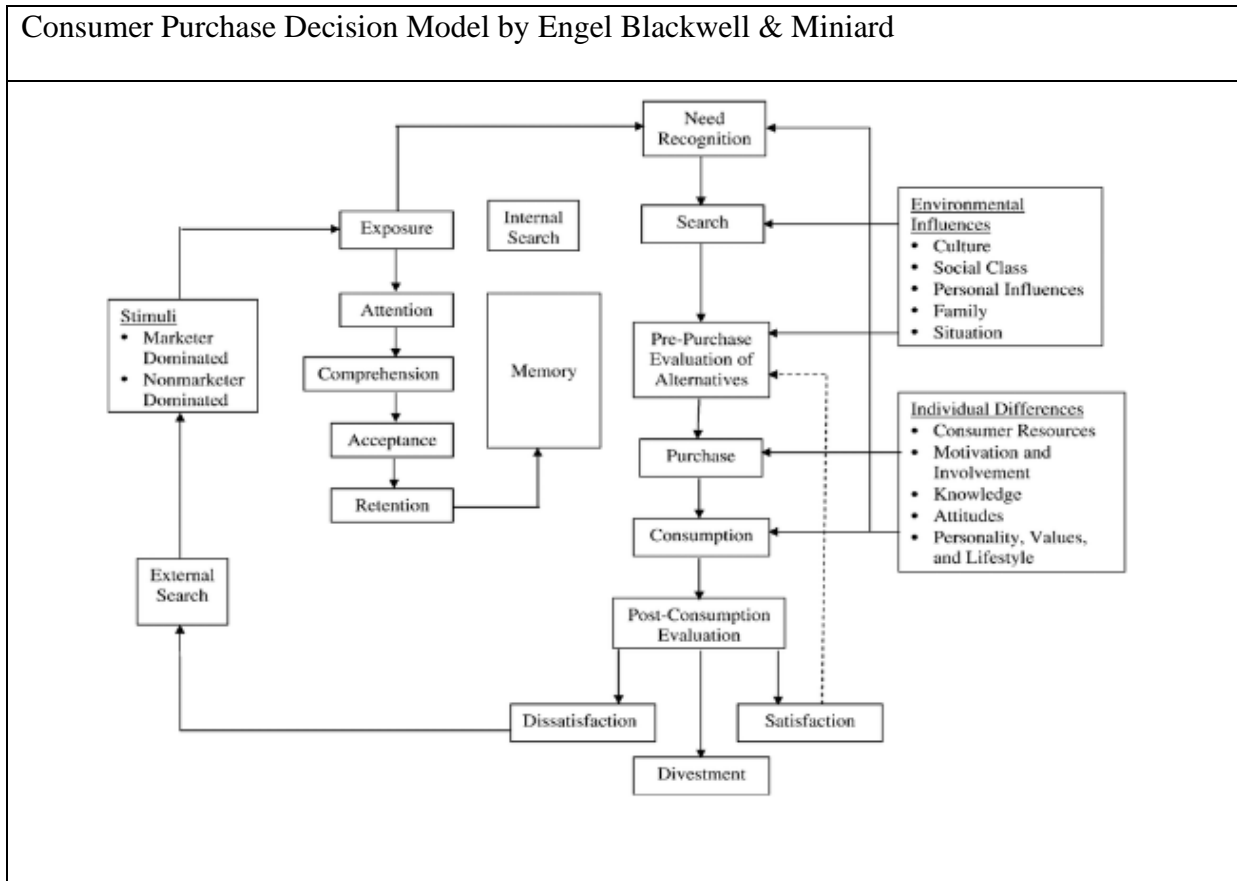 Consumer Purchase Decision Model by Engel Blackwell & Miniard
Need
Recognition
Exposure
Internal
Search
Search
Environmental
Influences
• Culture
• Social Class
• Personal Influences
• Family
• Situation
Stimuli
• Marketer
Dominated
• Nonmarketer
Dominated
Attention
Comprehension
Acceptance
Retention
Memory
Pre-Purchase
Evaluation of
Alternatives
Purchase
Consumption
Individual Differences
• Consumer Resources
• Motivation and
Involvement
• Knowledge
• Attitudes
• Personality, Values,
and Lifestyle
External
Search
Post-Consumption
Evaluation
Dissatisfaction
Satisfaction
Divestment